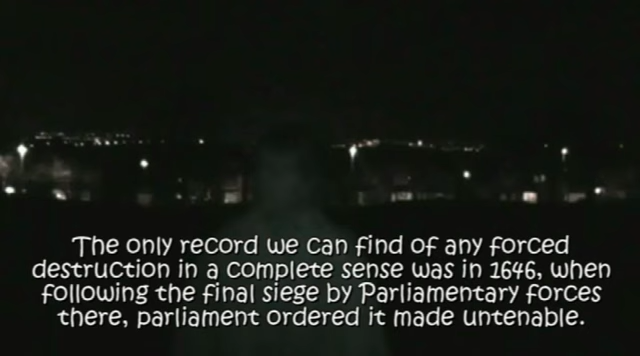 The only record we can find of any forced
destruction in a complete sense was in 1646, when
following the final siege by Parliamentary forces
there, parliament ordered it made untenable.